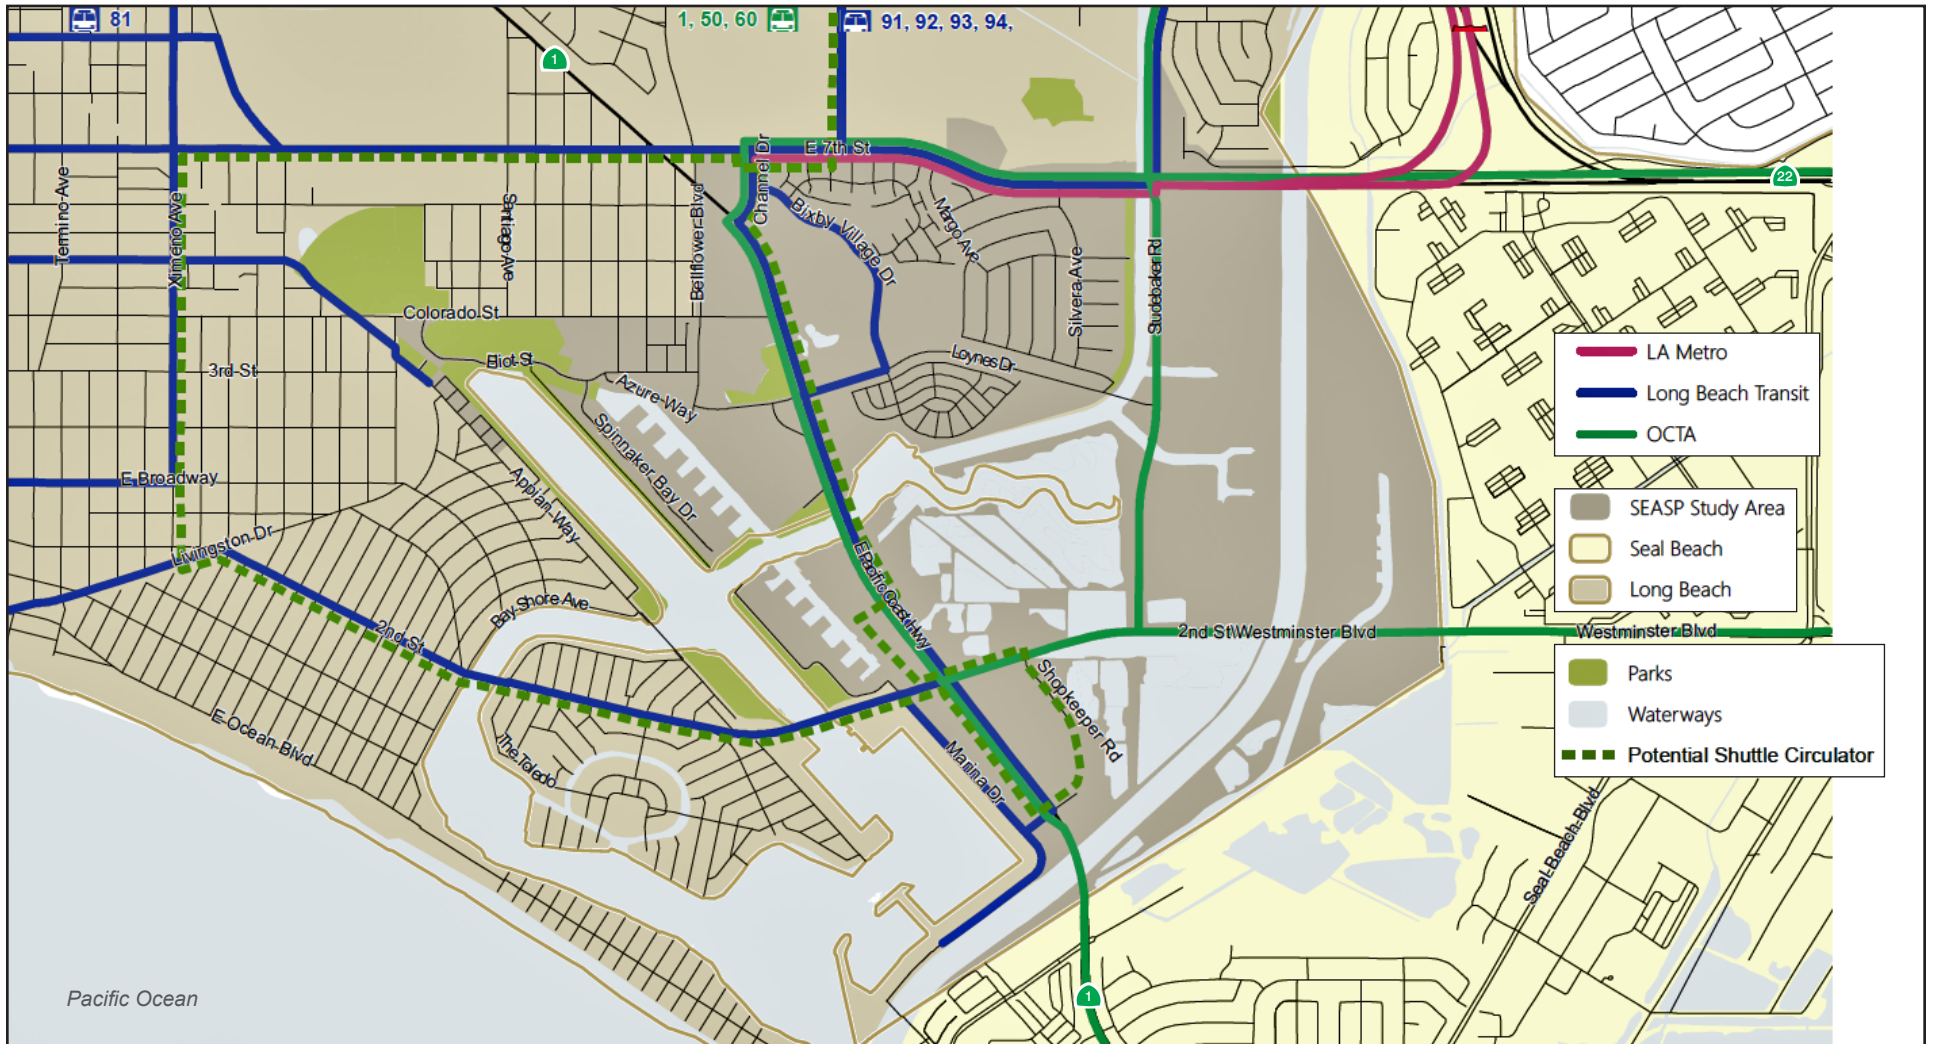 81
1, 50, 60
91, 92, 93, 94,
1
E 7th St
Channel Dr
22
Termino Ave
Ximeno Ave
Santiago Ave
Bellflower Blvd
Bixby Village Dr
Margo Ave
Silvera Ave
Studebaker Rd
Colorado St
3rd St
Eliot St
Azure Way
Loynes Dr
Spinnaker Bay Dr
Appian Way
E Broadway
Livingston Dr
Bay Shore Ave
2nd St
E Pacific Coast Hwy
2nd St\Westminster Blvd
Westminster Blvd
Shopkeeper Rd
E Ocean Blvd
The Toledo
Marina Dr
Seal Beach Blvd
Pacific Ocean
1
LA Metro
Long Beach Transit
OCTA
SEASP Study Area
Seal Beach
Long Beach
Parks
Waterways
Potential Shuttle Circulator